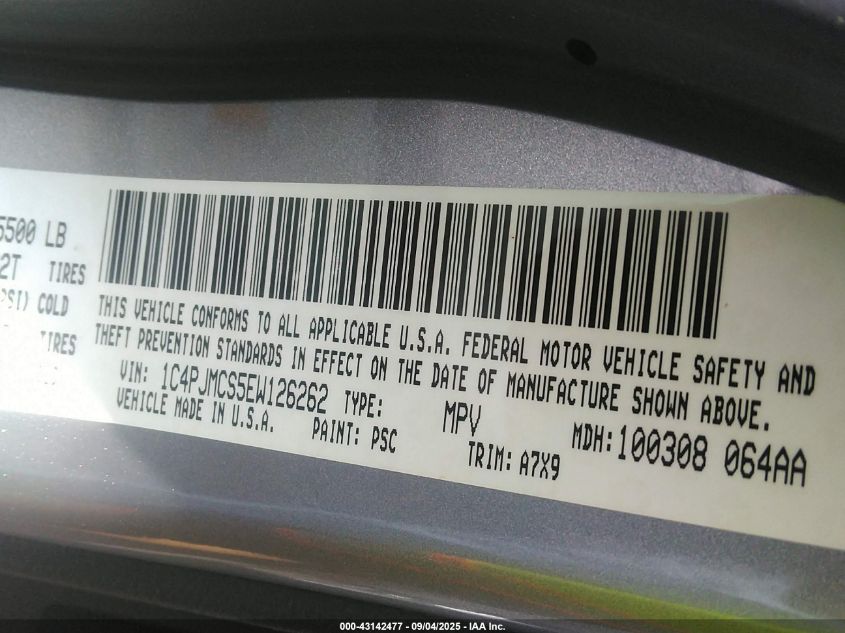 5500 LB
2T TIRES
PSI) COLD
TIRES
THIS VEHICLE CONFORMS TO ALL APPLICABLE U.S.A. FEDERAL MOTOR VEHICLE SAFETY AND
THEFT PREVENTION STANDARDS IN EFFECT ON THE DATE OF MANUFACTURE SHOWN ABOVE.
VIN: 1C4PJMCS5EW126262 TYPE: MPV MDH: 100308 064AA
VEHICLE MADE IN U.S.A. PAINT: PSC TRIM: A7X9
000-43142477 - 09/04/2025 - IAA Inc.